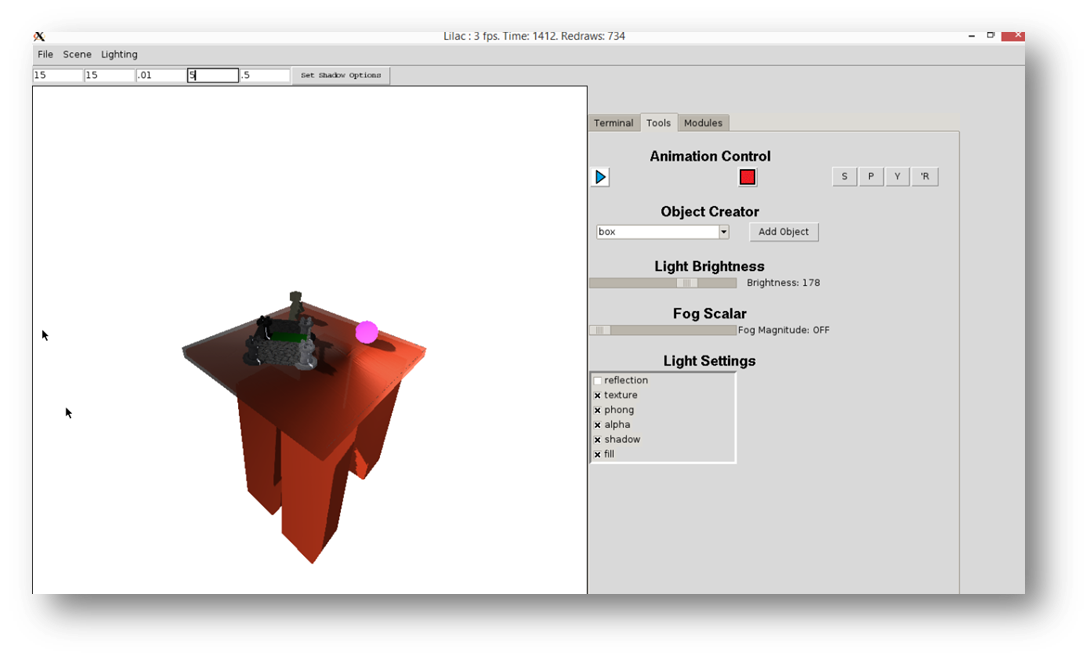 Lilac : 3 fps. Time: 1412. Redraws: 734
File Scene Lighting
15 15 .01 5 .5 Set Shadow Options
Terminal Tools Modules
Animation Control
S P Y 'R
Object Creator
box Add Object
Light Brightness
Brightness: 178
Fog Scalar
Fog Magnitude: OFF
Light Settings
reflection
texture
phong
alpha
shadow
fill